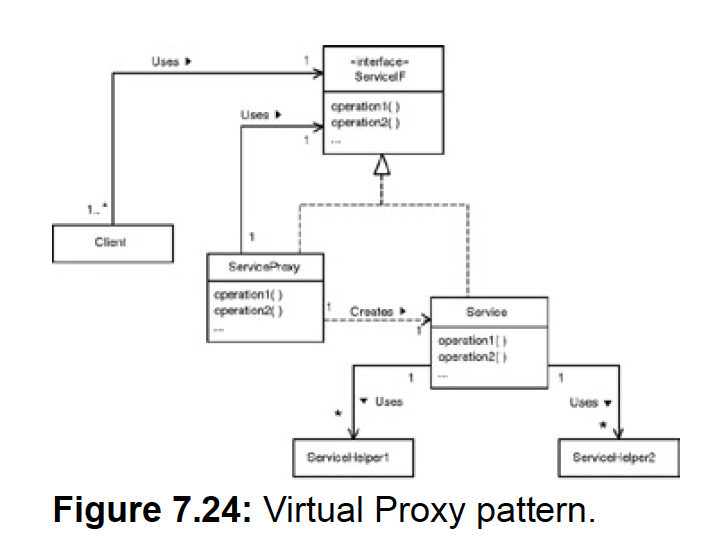 Uses ▶
1
«interface»
ServiceIF
operation1( )
operation2( )
...
Uses ▶
1
1..*
Client
1
ServiceProxy
operation1( )
operation2( )
...
1
Creates ▶
1
Service
operation1( )
operation2( )
...
1
▼ Uses
*
1
Uses ▼
*
ServiceHelper1
ServiceHelper2
Figure 7.24: Virtual Proxy pattern.